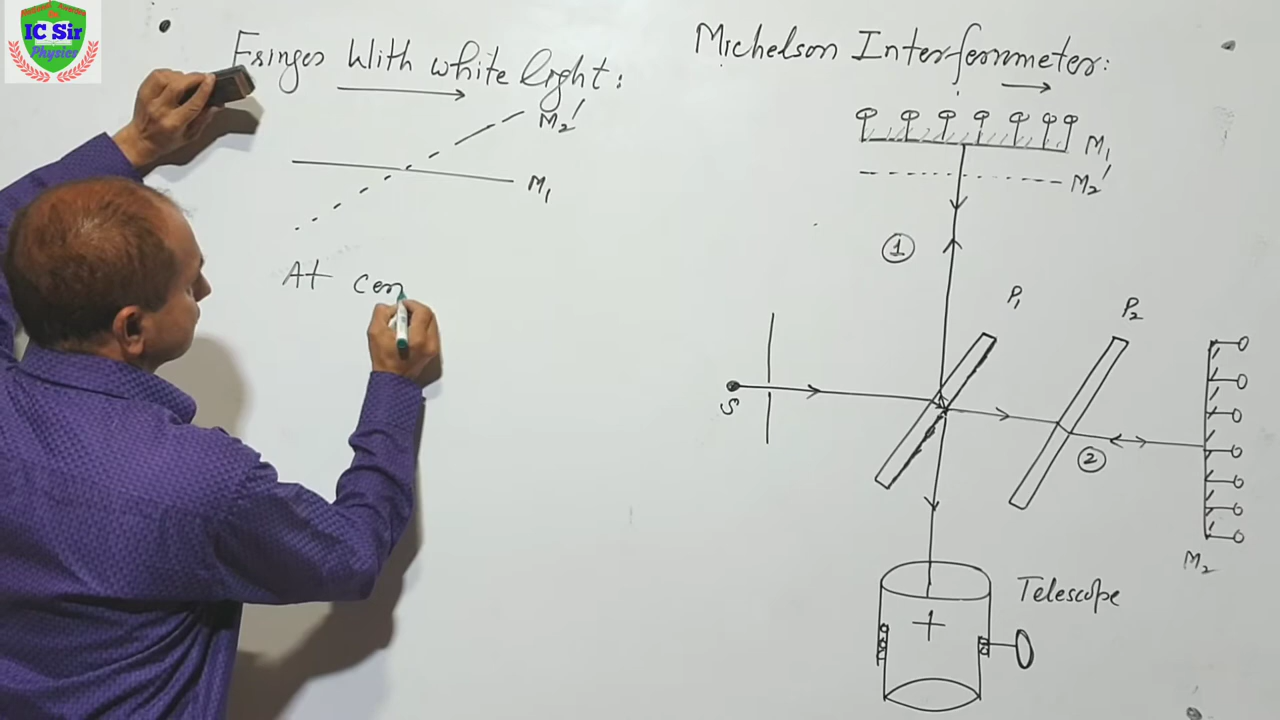 IC Sir
Physics
Fringes With white light:
M2'
M1
At cen
Michelson Interferometer:
M1
M2'
1
P1
P2
S
2
M2
Telescope